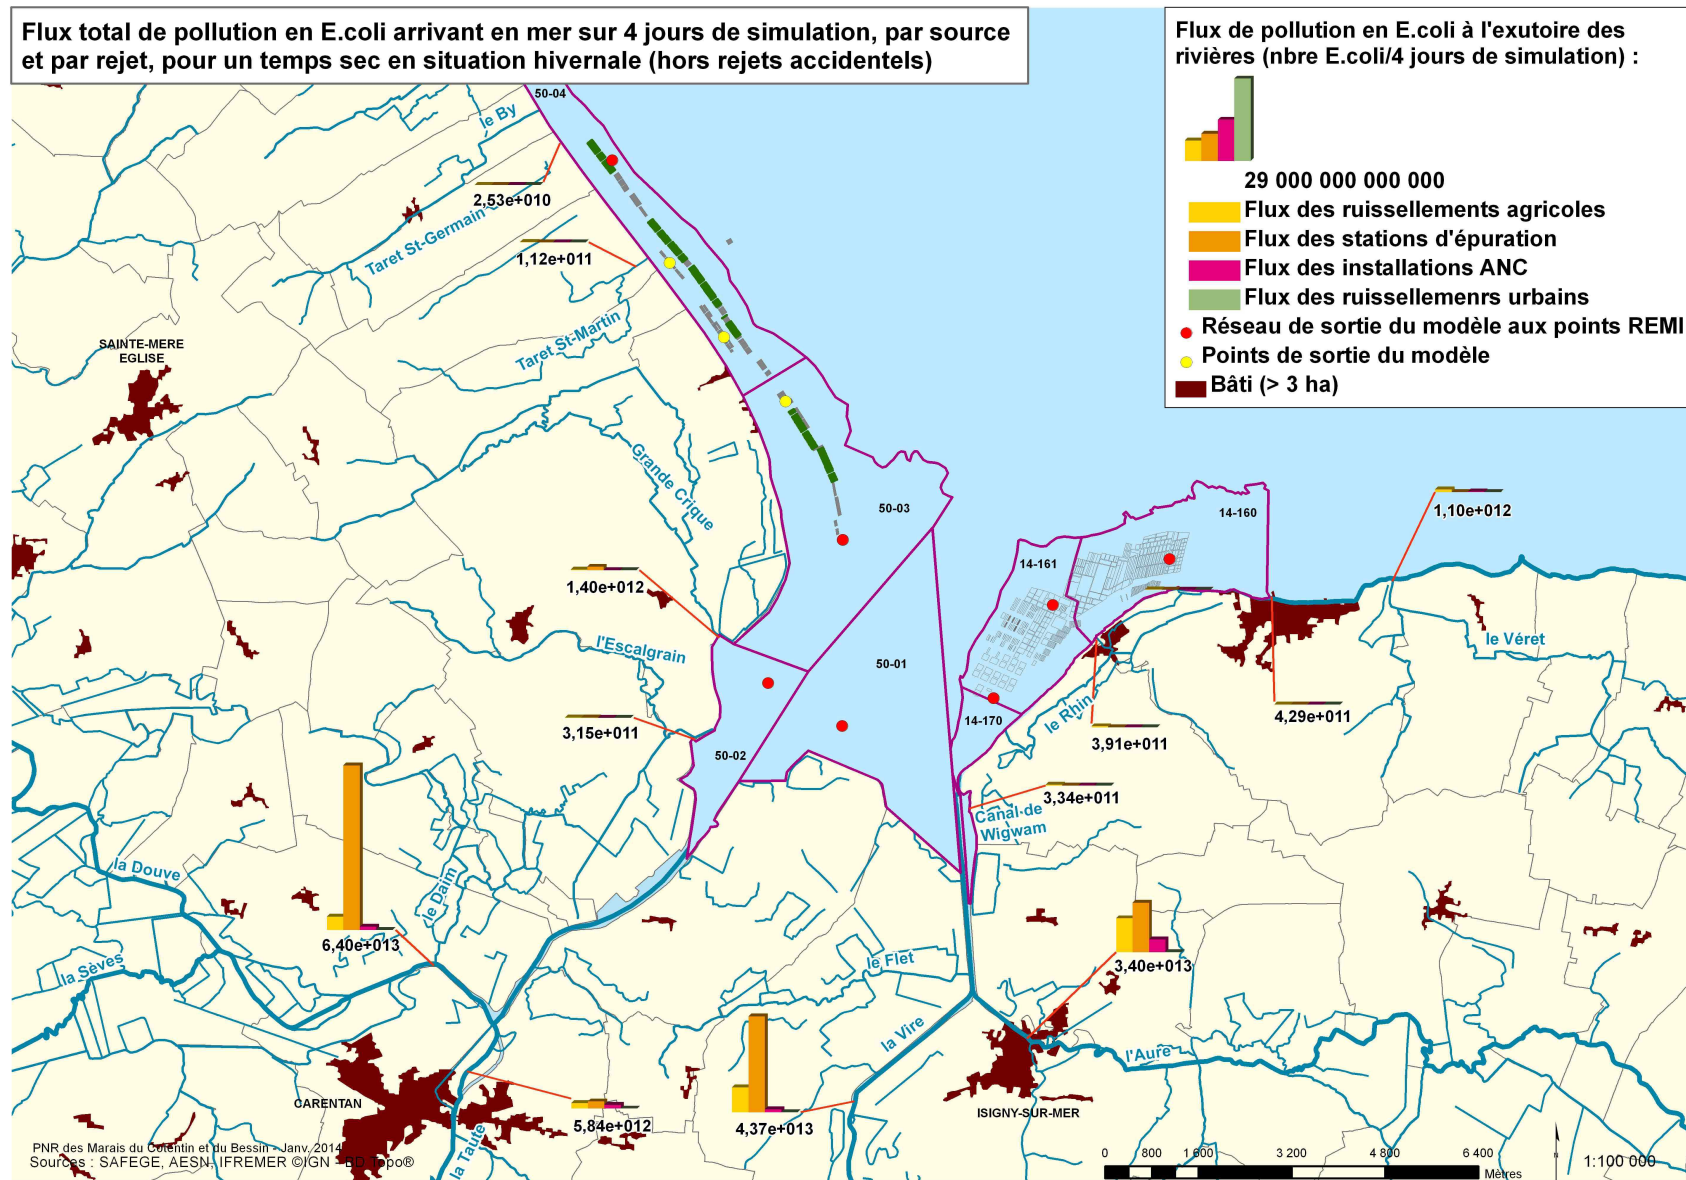 Flux total de pollution en E.coli arrivant en mer sur 4 jours de simulation, par source
et par rejet, pour un temps sec en situation hivernale (hors rejets accidentels)
Flux de pollution en E.coli à l'exutoire des
rivières (nbre E.coli/4 jours de simulation) :
29 000 000 000 000
Flux des ruissellements agricoles
Flux des stations d'épuration
Flux des installations ANC
Flux des ruissellemenrs urbains
Réseau de sortie du modèle aux points REMI
Points de sortie du modèle
Bâti (> 3 ha)
50-04
le By
2,53e+010
Taret St-Germain
1,12e+011
Taret St-Martin
SAINTE-MERE
EGLISE
Grande Crique
50-03
14-160
1,10e+012
14-161
1,40e+012
l'Escalgrain
50-01
le Véret
le Rhin
14-170
4,29e+011
3,91e+011
3,15e+011
50-02
3,34e+011
Canal de
Wigwam
la Douve
le Daim
6,40e+013
la Sèves
le Flet
3,40e+013
la Vire
l'Aure
CARENTAN
ISIGNY-SUR-MER
5,84e+012
4,37e+013
la Taute
PNR des Marais du Cotentin et du Bessin - Janv. 2014
Sources : SAFEGE, AESN, IFREMER ©IGN - BD Topo®
0 800 1 600 3 200 4 800 6 400
Mètres
N
1:100 000